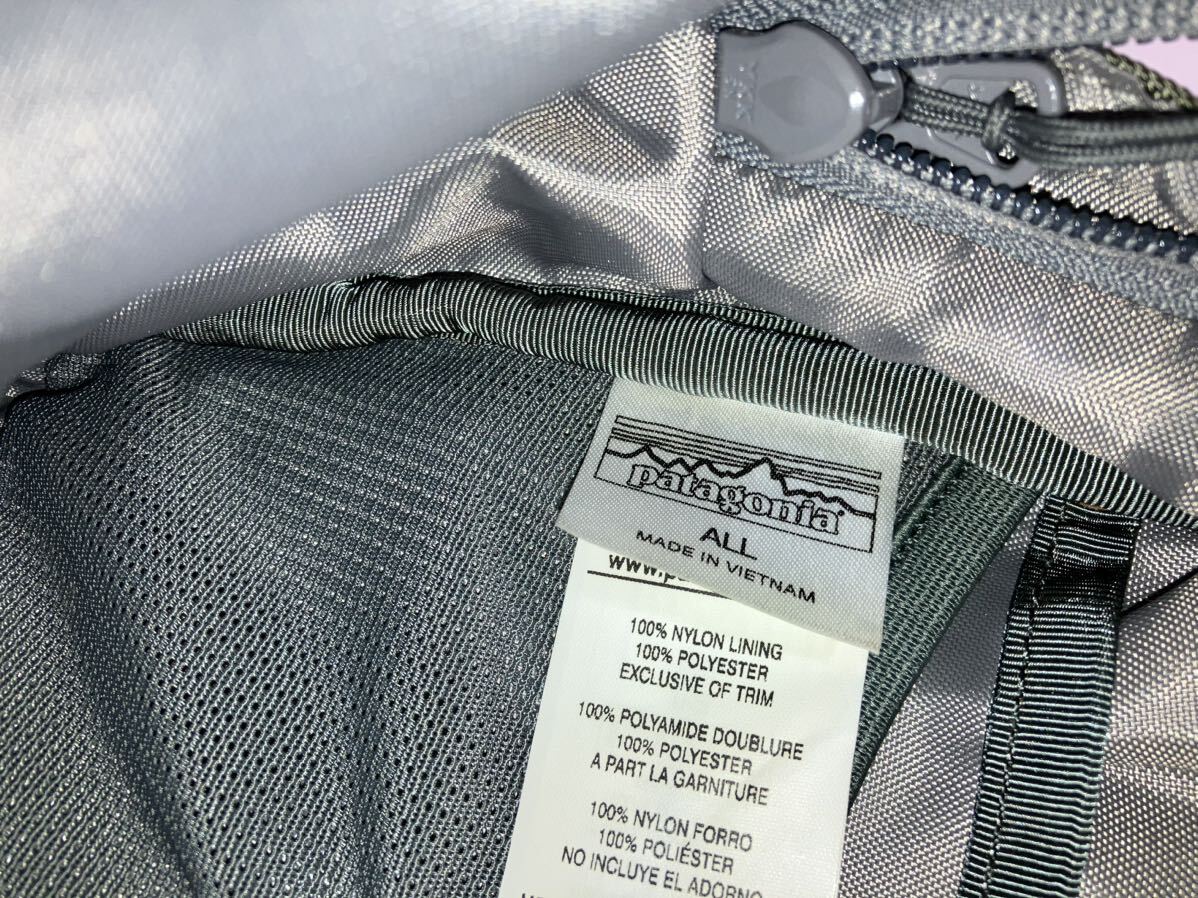 YKK
patagonia®
ALL
MADE IN VIETNAM
100% NYLON LINING
100% POLYESTER
EXCLUSIVE OF TRIM
100% POLYAMIDE DOUBLURE
100% POLYESTER
A PART LA GARNITURE
100% NYLON FORRO
100% POLIÉSTER
NO INCLUYE EL ADORNO